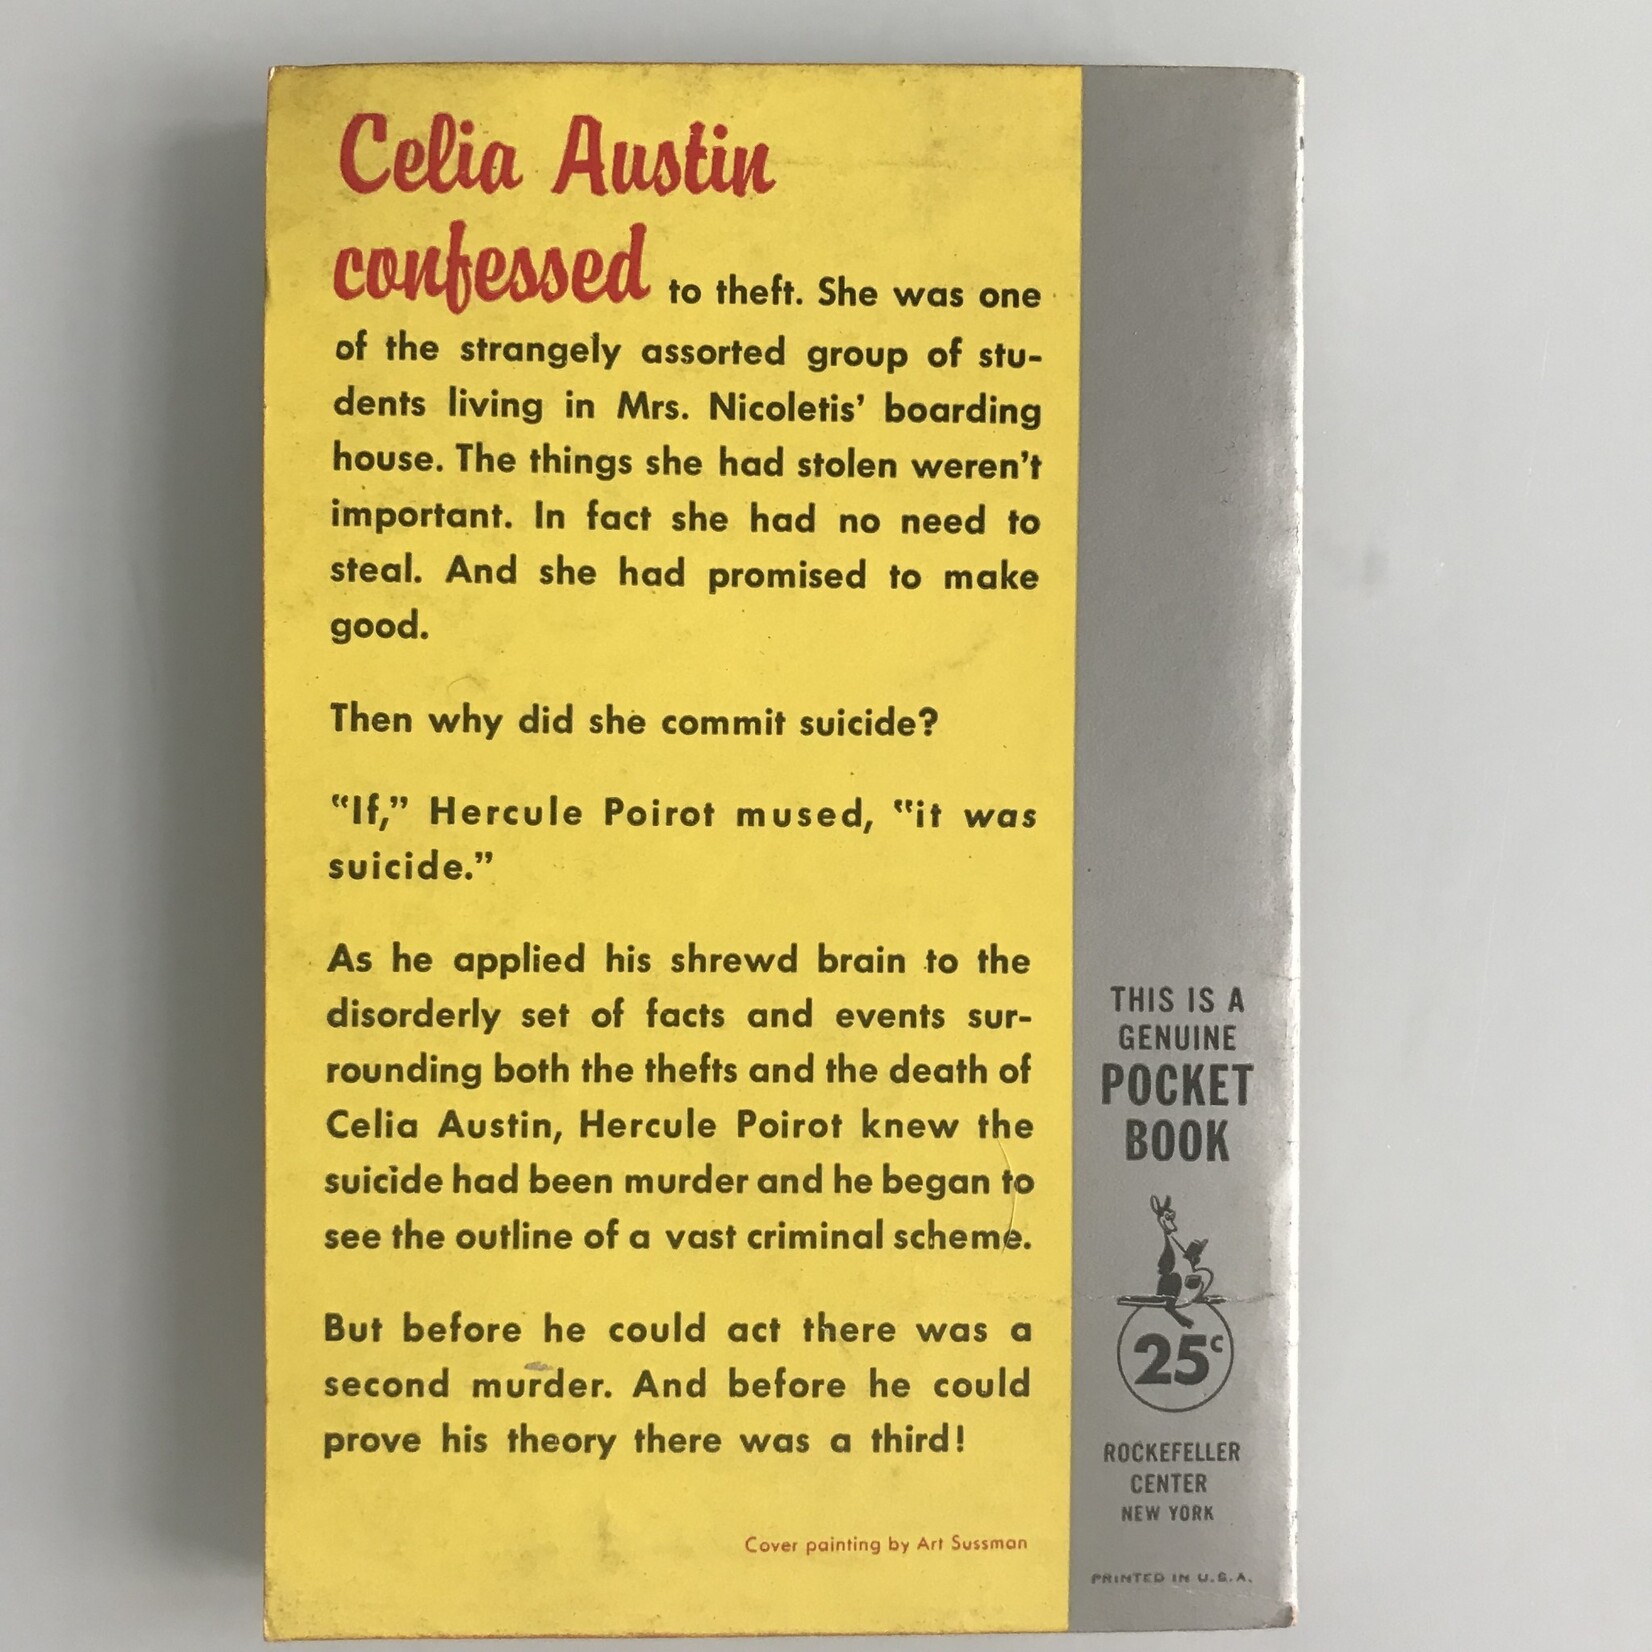 Celia Austin
confessed to theft. She was one
of the strangely assorted group of stu-
dents living in Mrs. Nicoletis’ boarding
house. The things she had stolen weren’t
important. In fact she had no need to
steal. And she had promised to make
good.
Then why did she commit suicide?
“If,” Hercule Poirot mused, “it was
suicide.”
As he applied his shrewd brain to the
disorderly set of facts and events sur-
rounding both the thefts and the death of
Celia Austin, Hercule Poirot knew the
suicide had been murder and he began to
see the outline of a vast criminal scheme.
But before he could act there was a
second murder. And before he could
prove his theory there was a third!
Cover painting by Art Sussman
THIS IS A
GENUINE
POCKET
BOOK
25c
ROCKEFELLER
CENTER
NEW YORK
PRINTED IN U.S.A.